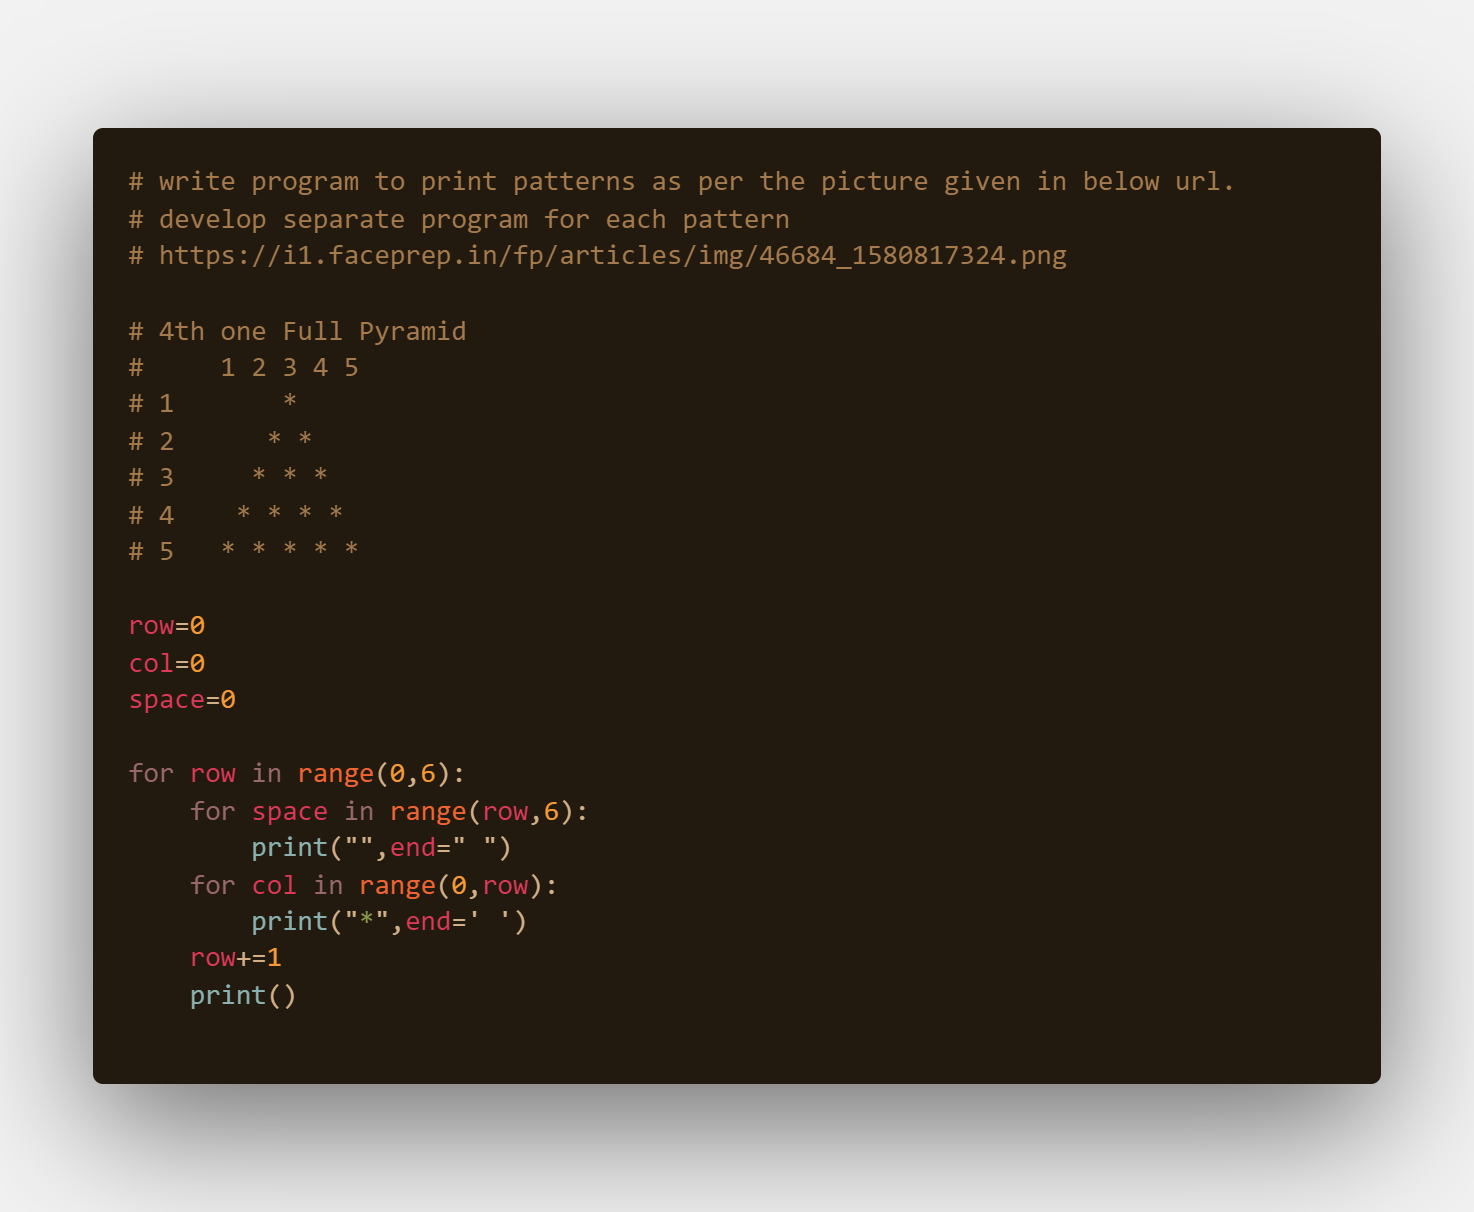 # write program to print patterns as per the picture given in below url.
# develop separate program for each pattern
# https://i1.faceprep.in/fp/articles/img/46684_1580817324.png

# 4th one Full Pyramid
#     1 2 3 4 5
# 1       *
# 2      * *
# 3     * * *
# 4    * * * *
# 5   * * * * *

row=0
col=0
space=0

for row in range(0,6):
    for space in range(row,6):
        print("",end=" ")
    for col in range(0,row):
        print("*",end=' ')
    row+=1
    print()